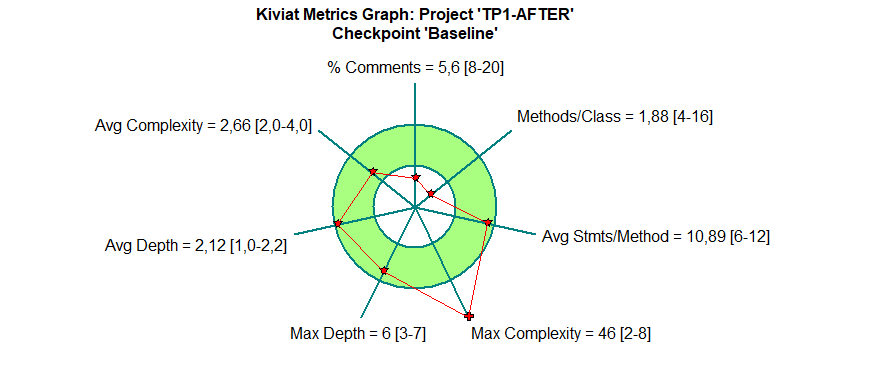 Kiviat Metrics Graph: Project 'TP1-AFTER'
Checkpoint 'Baseline'
% Comments = 5,6 [8-20]
Methods/Class = 1,88 [4-16]
Avg Complexity = 2,66 [2,0-4,0]
Avg Stmts/Method = 10,89 [6-12]
Avg Depth = 2,12 [1,0-2,2]
Max Depth = 6 [3-7]
Max Complexity = 46 [2-8]